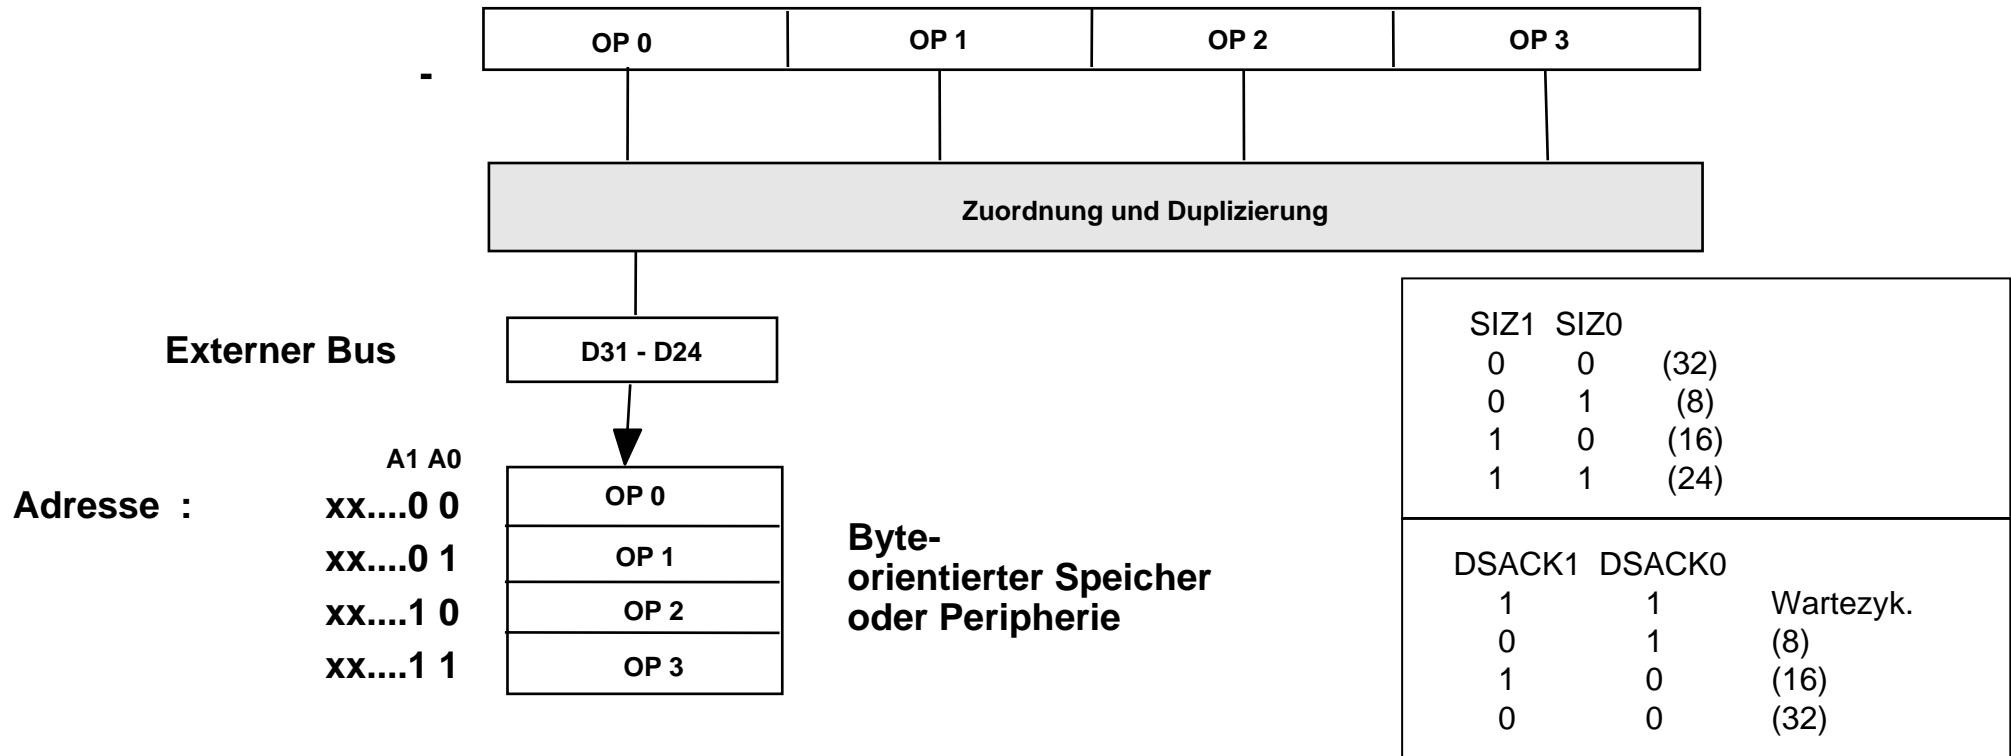 OP 0 OP 1 OP 2 OP 3
-
Zuordnung und Duplizierung
Externer Bus
D31 - D24
A1 A0
Adresse : xx....0 0 OP 0
xx....0 1 OP 1
xx....1 0 OP 2
xx....1 1 OP 3
Byte-
orientierter Speicher
oder Peripherie
SIZ1 SIZ0
0 0 (32)
0 1 (8)
1 0 (16)
1 1 (24)
DSACK1 DSACK0
1 1 Wartezyk.
0 1 (8)
1 0 (16)
0 0 (32)